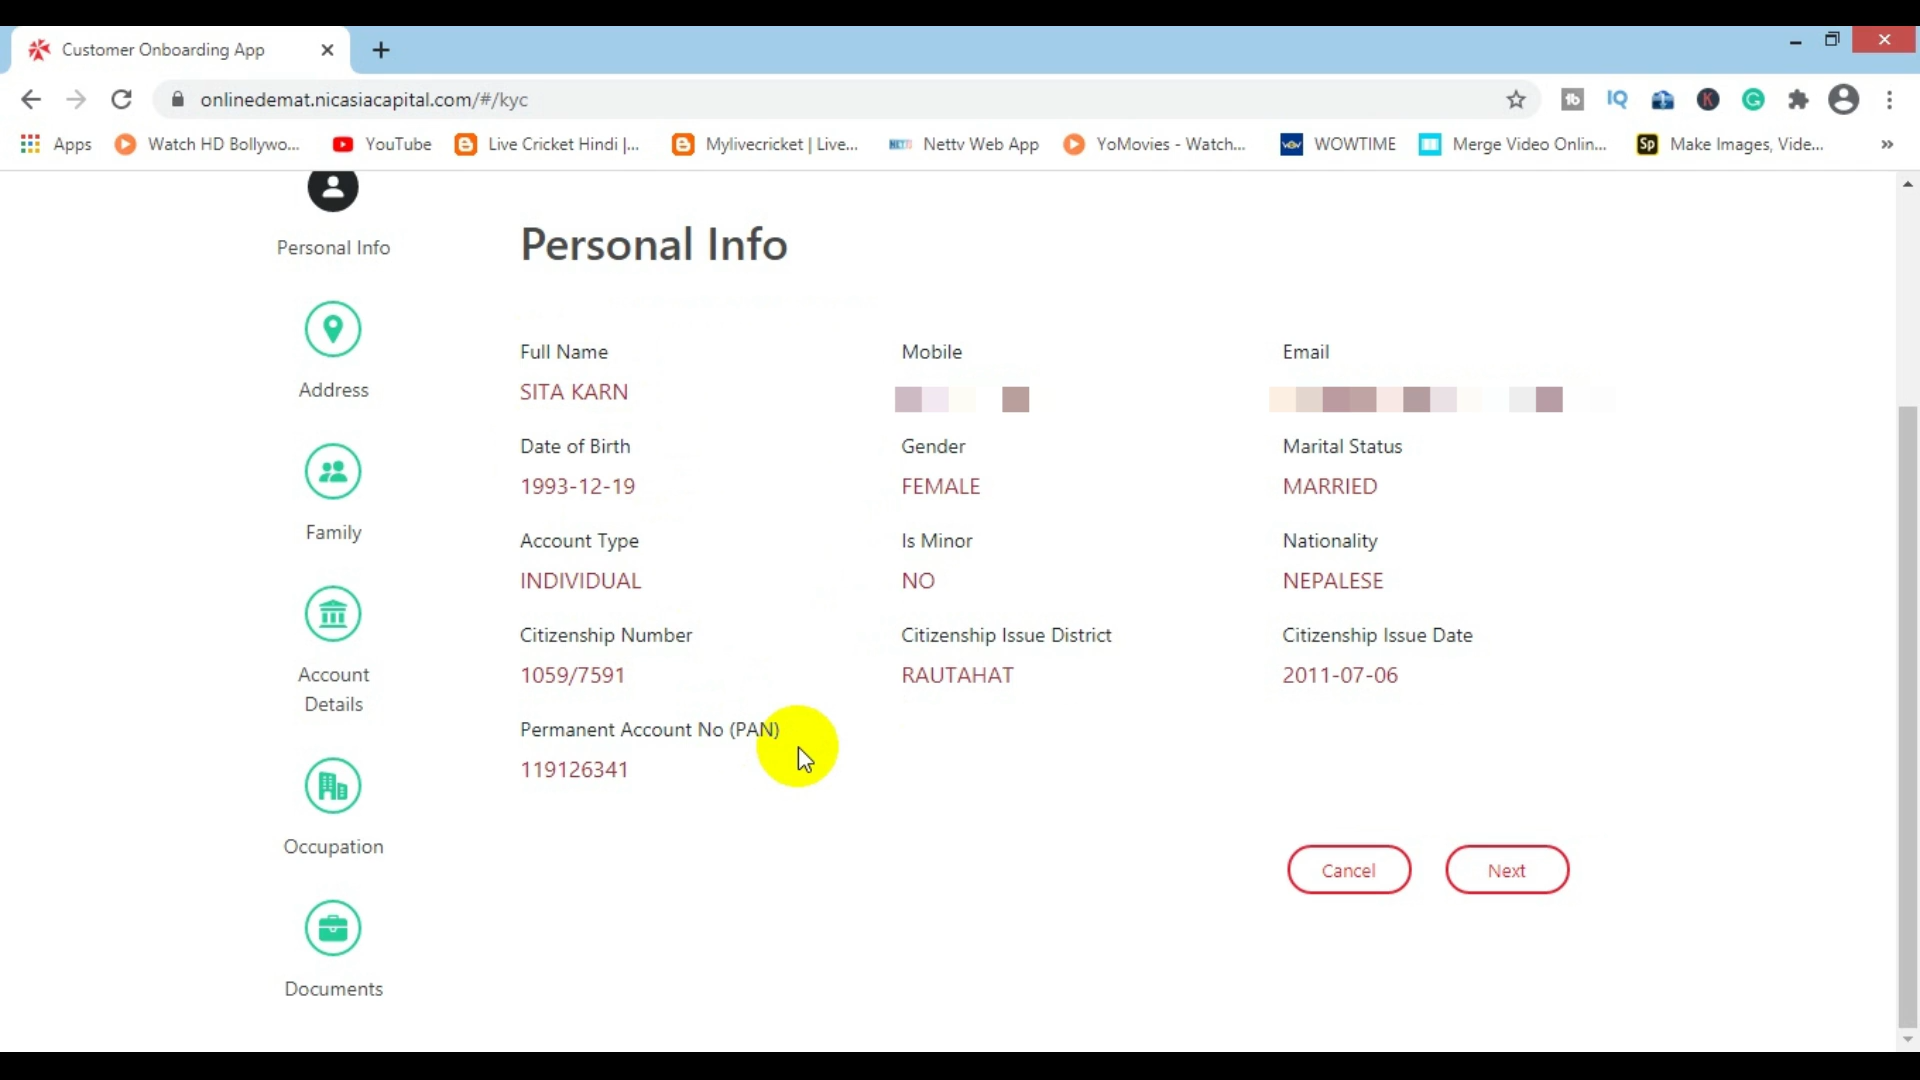 Customer Onboarding App
onlinedemat.nicasiacapital.com/#/kyc
Apps Watch HD Bollywo... YouTube Live Cricket Hindi |... Mylivecricket | Live... Nettv Web App YoMovies - Watch... WOWTIME Merge Video Onlin... Sp Make Images, Vide... »
Personal Info
Address
Family
Account
Details
Occupation
Documents
Personal Info
Full Name Mobile Email
SITA KARN
Date of Birth Gender Marital Status
1993-12-19 FEMALE MARRIED
Account Type Is Minor Nationality
INDIVIDUAL NO NEPALESE
Citizenship Number Citizenship Issue District Citizenship Issue Date
1059/7591 RAUTAHAT 2011-07-06
Permanent Account No (PAN)
119126341
Cancel Next